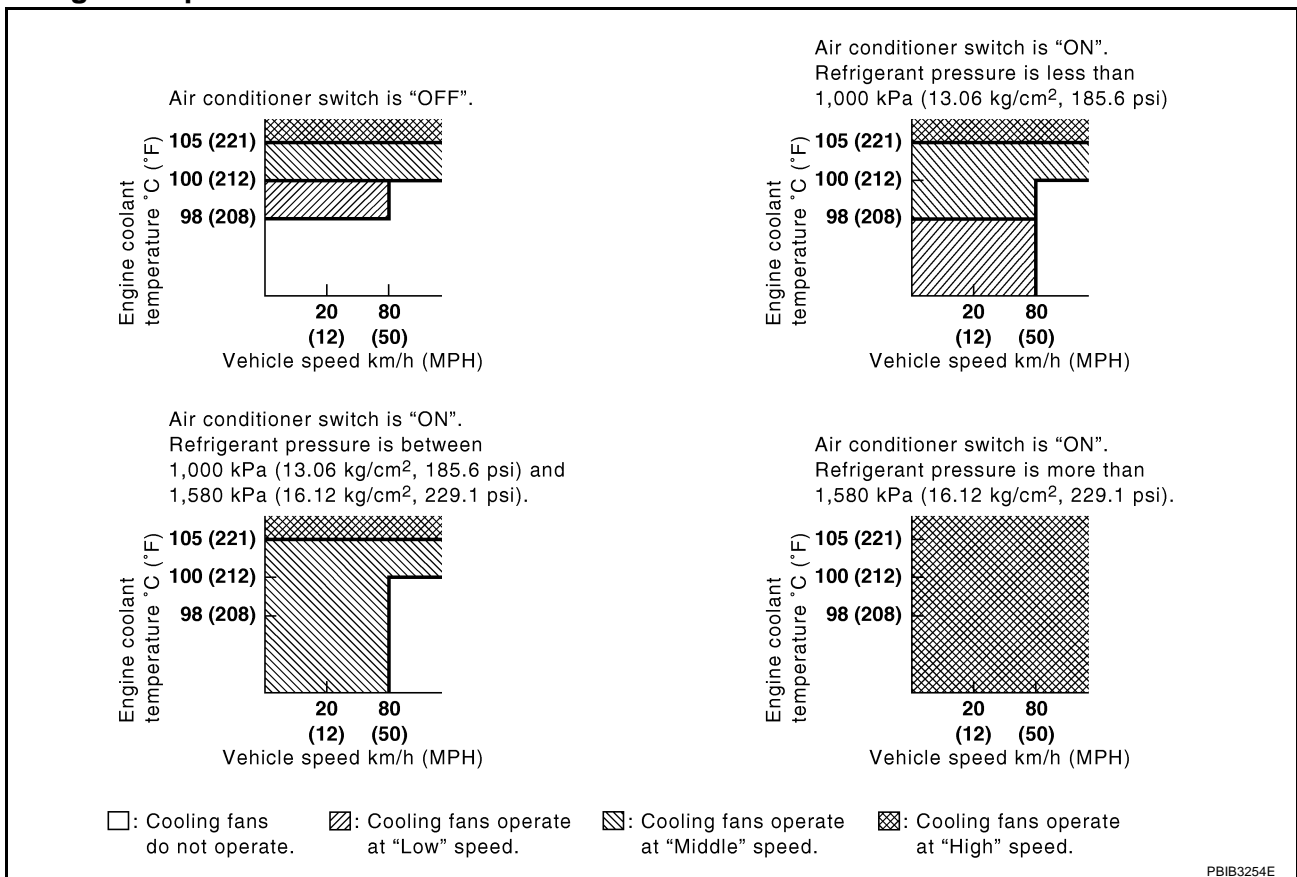 Air conditioner switch is “OFF”.
105 (221)
100 (212)
98 (208)
Engine coolant
temperature ˚C (˚F)
20 80
(12) (50)
Vehicle speed km/h (MPH)
Air conditioner switch is “ON”.
Refrigerant pressure is less than
1,000 kPa (13.06 kg/cm², 185.6 psi)
105 (221)
100 (212)
98 (208)
Engine coolant
temperature ˚C (˚F)
20 80
(12) (50)
Vehicle speed km/h (MPH)
Air conditioner switch is “ON”.
Refrigerant pressure is between
1,000 kPa (13.06 kg/cm², 185.6 psi) and
1,580 kPa (16.12 kg/cm², 229.1 psi).
105 (221)
100 (212)
98 (208)
Engine coolant
temperature ˚C (˚F)
20 80
(12) (50)
Vehicle speed km/h (MPH)
Air conditioner switch is “ON”.
Refrigerant pressure is more than
1,580 kPa (16.12 kg/cm², 229.1 psi).
105 (221)
100 (212)
98 (208)
Engine coolant
temperature ˚C (˚F)
20 80
(12) (50)
Vehicle speed km/h (MPH)
: Cooling fans
do not operate.
: Cooling fans operate
at “Low” speed.
: Cooling fans operate
at “Middle” speed.
: Cooling fans operate
at “High” speed.
PBIB3254E